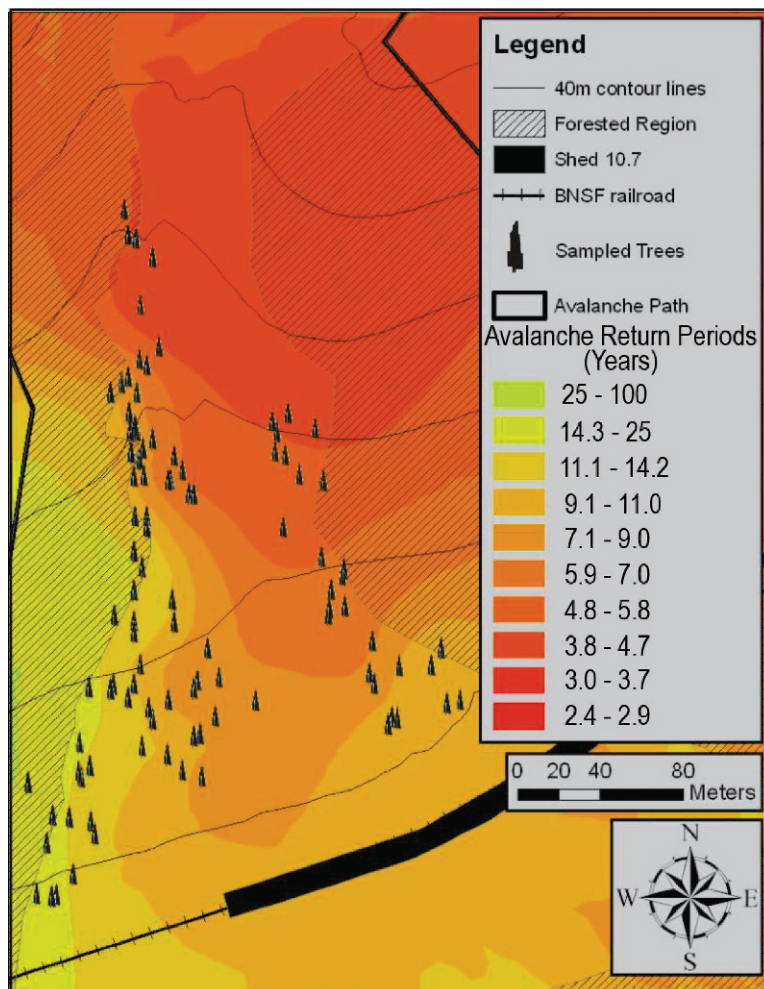 Legend
40m contour lines
Forested Region
Shed 10.7
BNSF railroad
Sampled Trees
Avalanche Path
Avalanche Return Periods
(Years)
25 - 100
14.3 - 25
11.1 - 14.2
9.1 - 11.0
7.1 - 9.0
5.9 - 7.0
4.8 - 5.8
3.8 - 4.7
3.0 - 3.7
2.4 - 2.9
0 20 40 80
Meters
N
W E
S